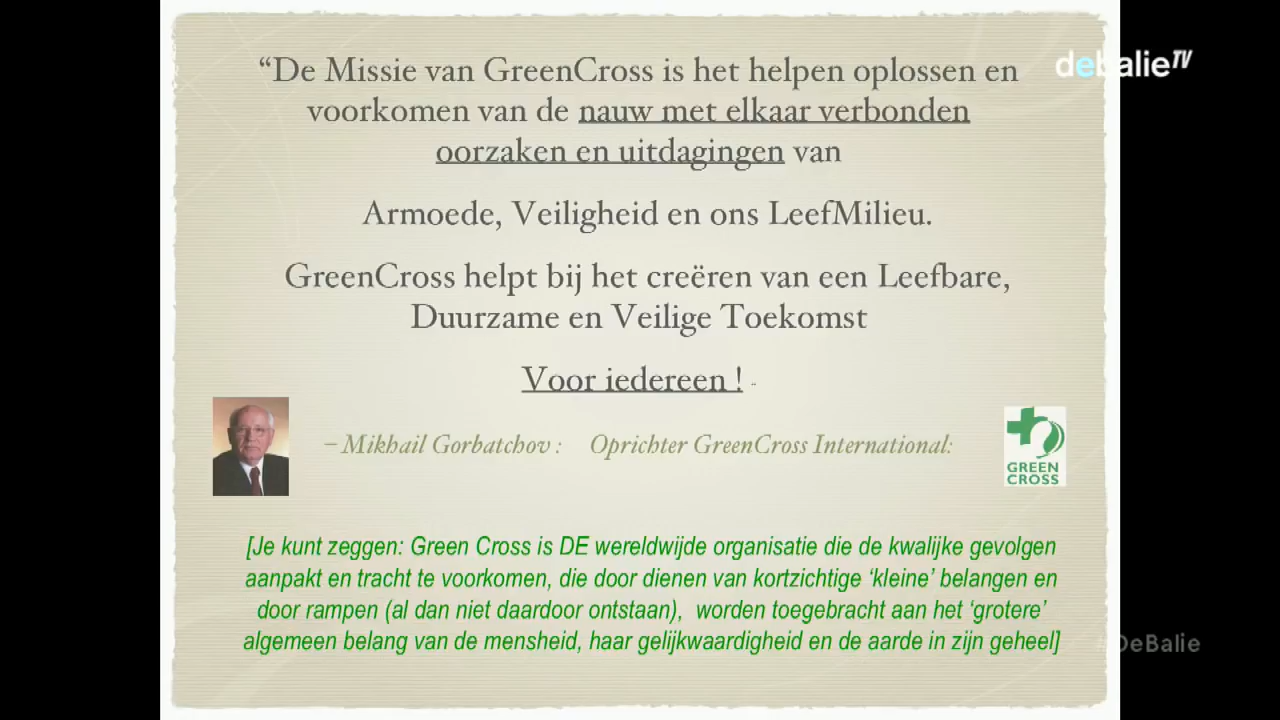 debalieTV
“De Missie van GreenCross is het helpen oplossen en
voorkomen van de nauw met elkaar verbonden
oorzaken en uitdagingen van
Armoede, Veiligheid en ons LeefMilieu.
GreenCross helpt bij het creëren van een Leefbare,
Duurzame en Veilige Toekomst
Voor iedereen !
– Mikhail Gorbatchov : Oprichter GreenCross International:
GREEN
CROSS
[Je kunt zeggen: Green Cross is DE wereldwijde organisatie die de kwalijke gevolgen
aanpakt en tracht te voorkomen, die door dienen van kortzichtige ‘kleine’ belangen en
door rampen (al dan niet daardoor ontstaan), worden toegebracht aan het ‘grotere’
algemeen belang van de mensheid, haar gelijkwaardigheid en de aarde in zijn geheel]
#DeBalie